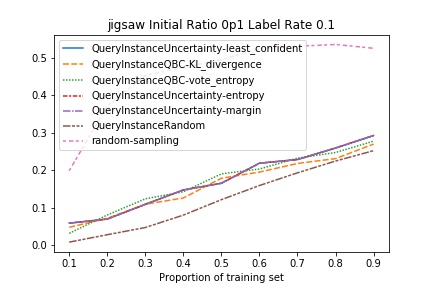 jigsaw Initial Ratio 0p1 Label Rate 0.1
QueryInstanceUncertainty-least_confident
QueryInstanceQBC-KL_divergence
QueryInstanceQBC-vote_entropy
QueryInstanceUncertainty-entropy
QueryInstanceUncertainty-margin
QueryInstanceRandom
random-sampling
0.5
0.4
0.3
0.2
0.1
0.0
0.1 0.2 0.3 0.4 0.5 0.6 0.7 0.8 0.9
Proportion of training set